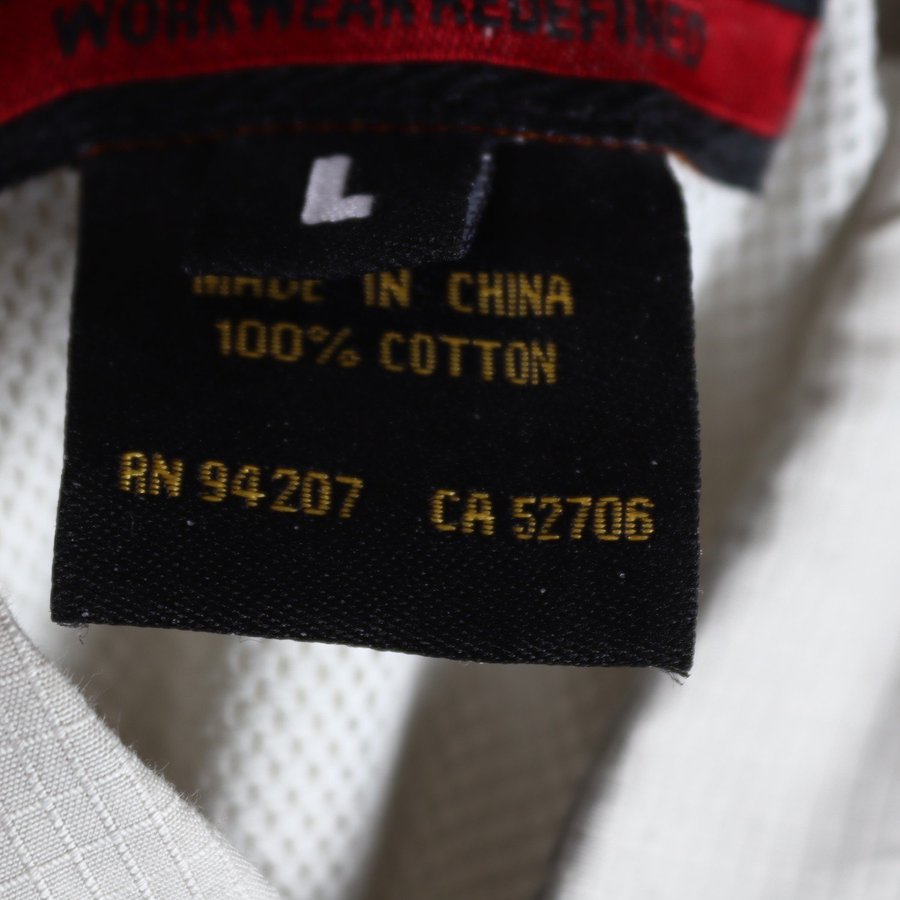 WORKWEAR REDEFINED
L
MADE IN CHINA
100% COTTON
RN 94207 CA 52706